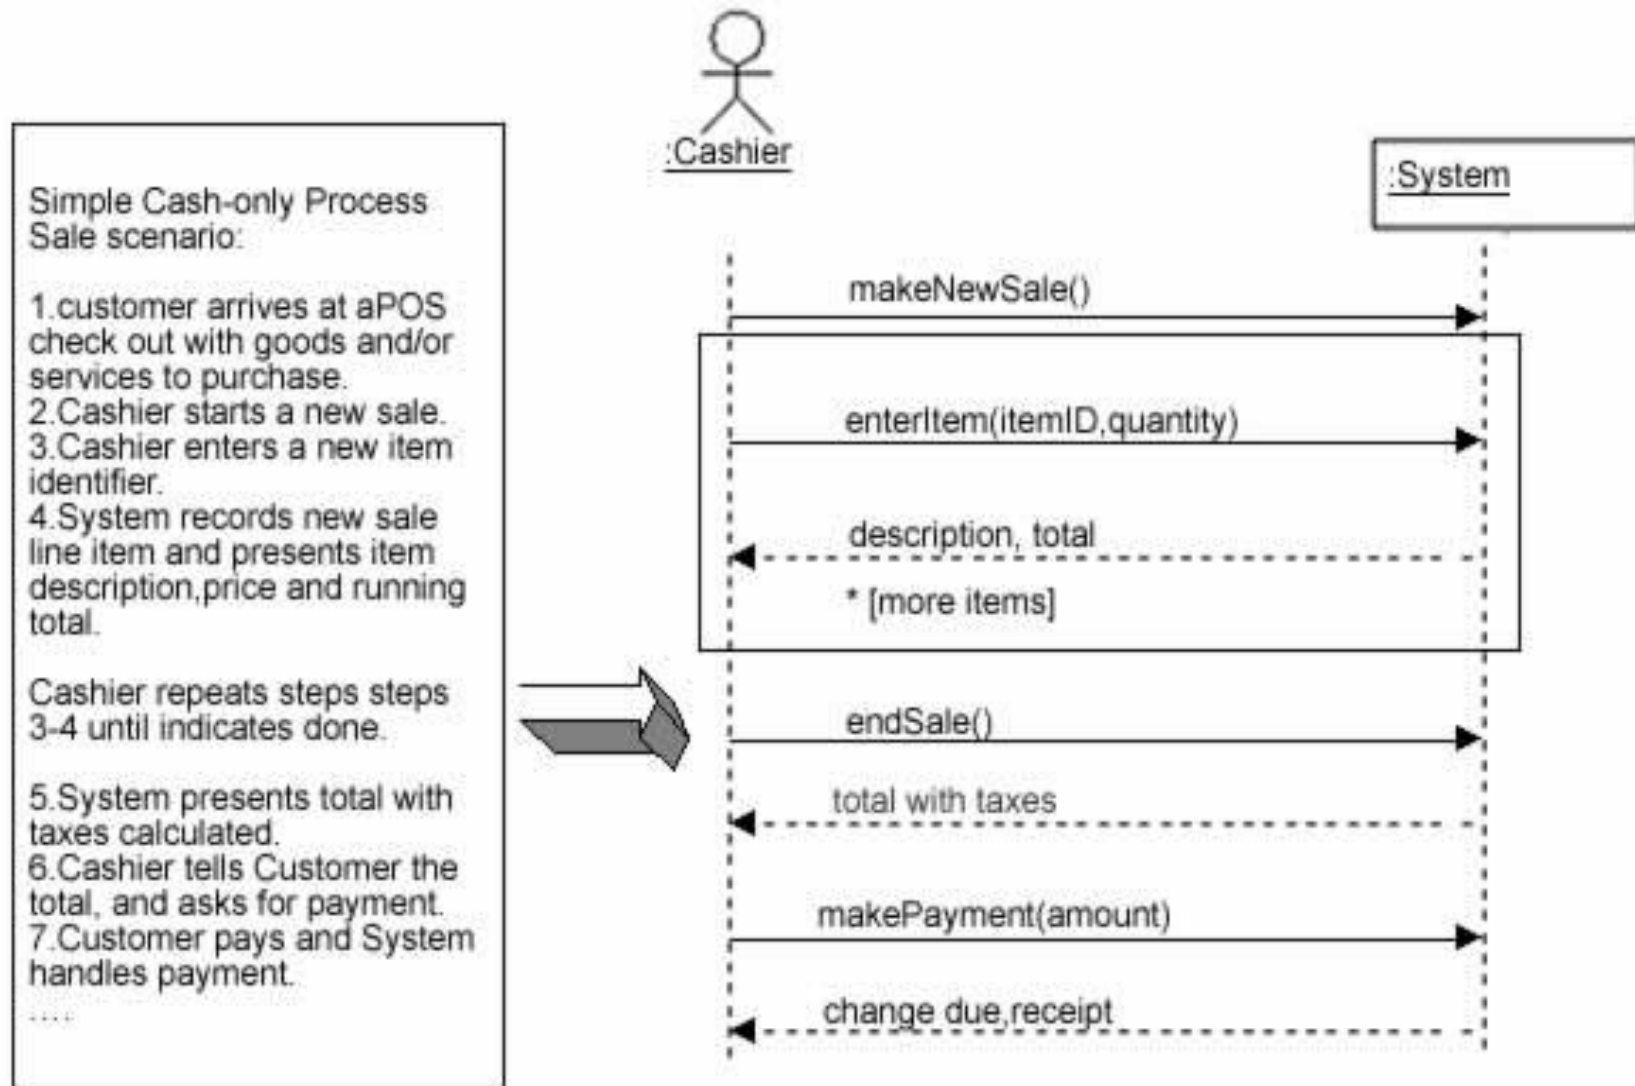 Simple Cash-only Process
Sale scenario:
1.customer arrives at aPOS
check out with goods and/or
services to purchase.
2.Cashier starts a new sale.
3.Cashier enters a new item
identifier.
4.System records new sale
line item and presents item
description,price and running
total.
Cashier repeats steps steps
3-4 until indicates done.
5.System presents total with
taxes calculated.
6.Cashier tells Customer the
total, and asks for payment.
7.Customer pays and System
handles payment.
....
:Cashier
:System
makeNewSale()
enterItem(itemID,quantity)
description, total
* [more items]
endSale()
total with taxes
makePayment(amount)
change due,receipt